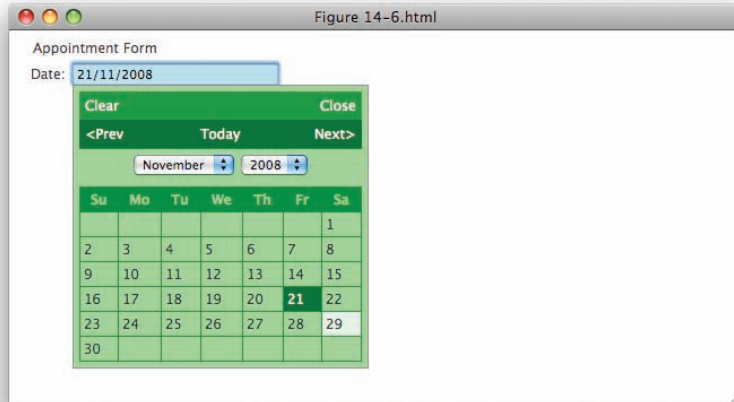 Figure 14-6.html
Appointment Form
Date: 21/11/2008
Clear Close
<Prev Today Next>
November 2008
Su Mo Tu We Th Fr Sa
1
2 3 4 5 6 7 8
9 10 11 12 13 14 15
16 17 18 19 20 21 22
23 24 25 26 27 28 29
30